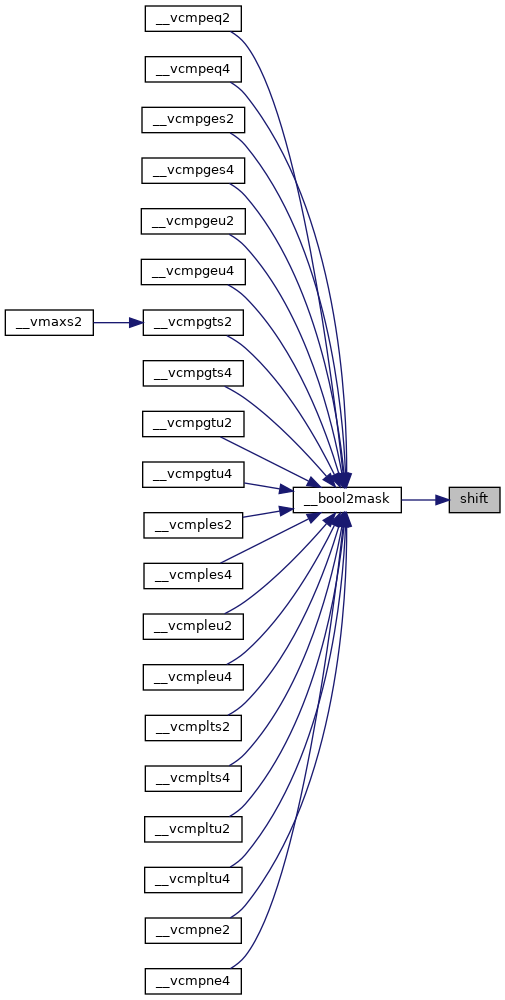 __vcmpeq2
__vcmpeq4
__vcmpges2
__vcmpges4
__vcmpgeu2
__vcmpgeu4
__vmaxs2
__vcmpgts2
__vcmpgts4
__vcmpgtu2
__vcmpgtu4
__bool2mask
shift
__vcmples2
__vcmples4
__vcmpleu2
__vcmpleu4
__vcmplts2
__vcmplts4
__vcmpltu2
__vcmpltu4
__vcmpne2
__vcmpne4